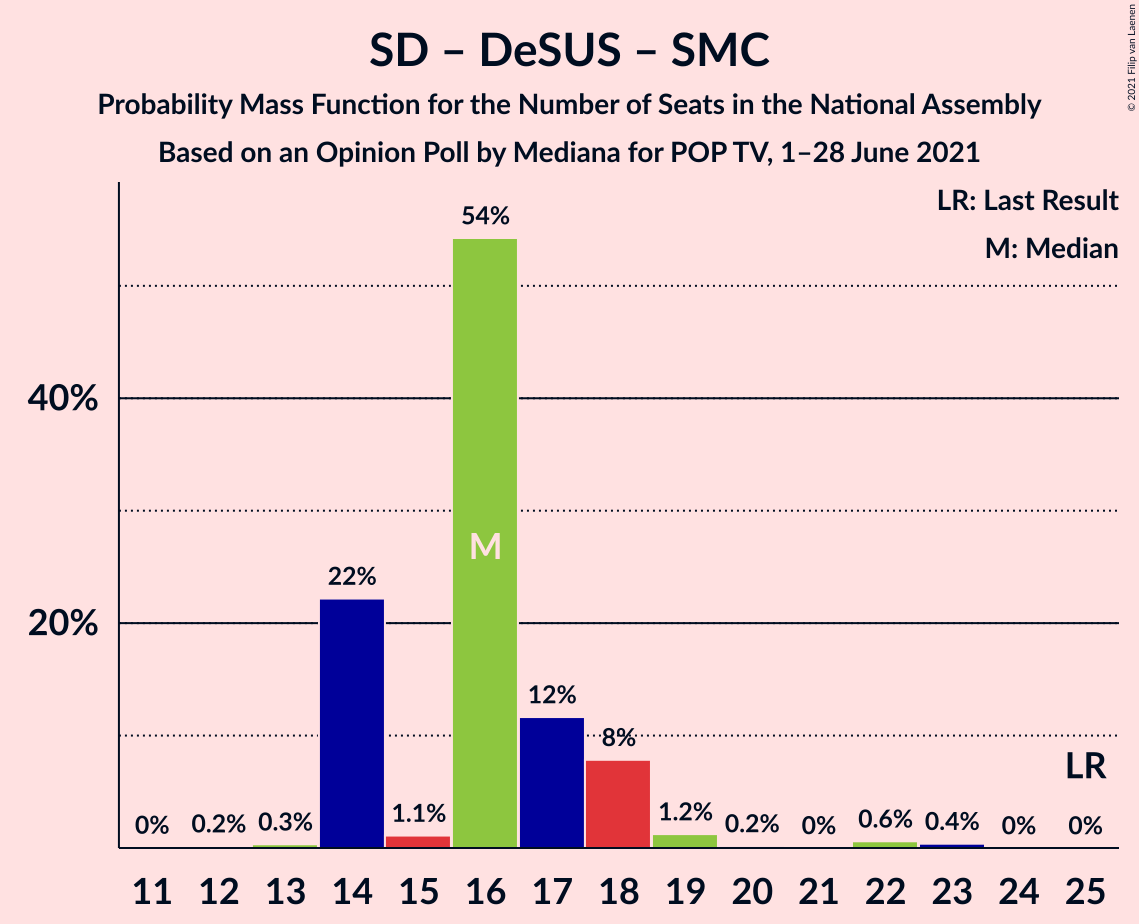 SD – DeSUS – SMC
Probability Mass Function for the Number of Seats in the National Assembly
Based on an Opinion Poll by Mediana for POP TV, 1–28 June 2021
© 2021 Filip van Laenen
LR: Last Result
M: Median
40%
20%
0%
0.2%
0.3%
22%
1.1%
54%
M
12%
8%
1.2%
0.2%
0%
0.6%
0.4%
0%
0%
LR
11 12 13 14 15 16 17 18 19 20 21 22 23 24 25